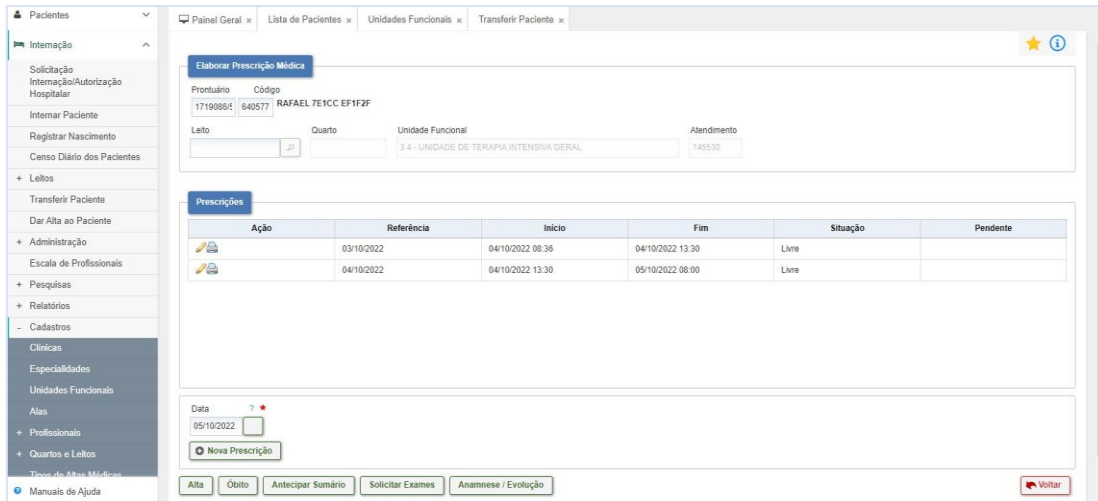 Pacientes
Painel Geral
Lista de Pacientes
Unidades Funcionais
Transferir Paciente
Internação
Solicitação
Internação/Autorização
Hospitalar
Internar Paciente
Registrar Nascimento
Censo Diário dos Pacientes
+ Leitos
Transferir Paciente
Dar Alta ao Paciente
+ Administração
Escala de Profissionais
+ Pesquisas
+ Relatórios
- Cadastros
Clínicas
Especialidades
Unidades Funcionais
Alas
+ Profissionais
+ Quartos e Leitos
Tipos de Altas Médicas
Manuais de Ajuda
Elaborar Prescrição Médica
Prontuário Código
1719086/ 640577 RAFAEL 7E1CC EF1F2F
Leito Quarto Unidade Funcional Atendimento
3 4 - UNIDADE DE TERAPIA INTENSIVA GERAL 145530
Prescrições
Ação Referência Início Fim Situação Pendente
03/10/2022 04/10/2022 08:36 04/10/2022 13:30 Livre
04/10/2022 04/10/2022 13:30 05/10/2022 08:00 Livre
Data ? *
05/10/2022
Nova Prescrição
Alta Óbito Antecipar Sumário Solicitar Exames Anamnese / Evolução Voltar